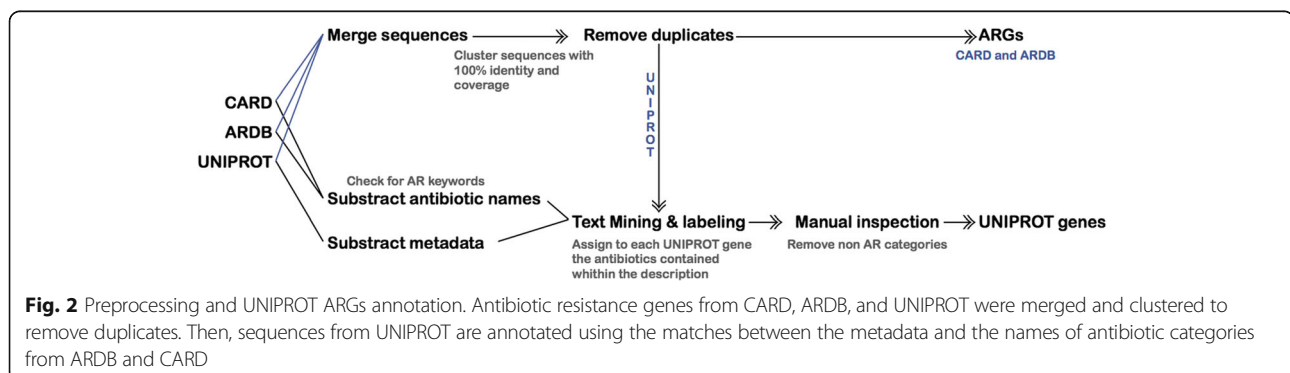 Merge sequences
Remove duplicates
ARGs
Cluster sequences with
100% identity and
coverage
CARD and ARDB
UNIPROT
CARD
ARDB
UNIPROT
Check for AR keywords
Substract antibiotic names
Substract metadata
Text Mining & labeling
Manual inspection
UNIPROT genes
Assign to each UNIPROT gene
the antibiotics contained
whithin the description
Remove non AR categories
Fig. 2 Preprocessing and UNIPROT ARGs annotation. Antibiotic resistance genes from CARD, ARDB, and UNIPROT were merged and clustered to
remove duplicates. Then, sequences from UNIPROT are annotated using the matches between the metadata and the names of antibiotic categories
from ARDB and CARD